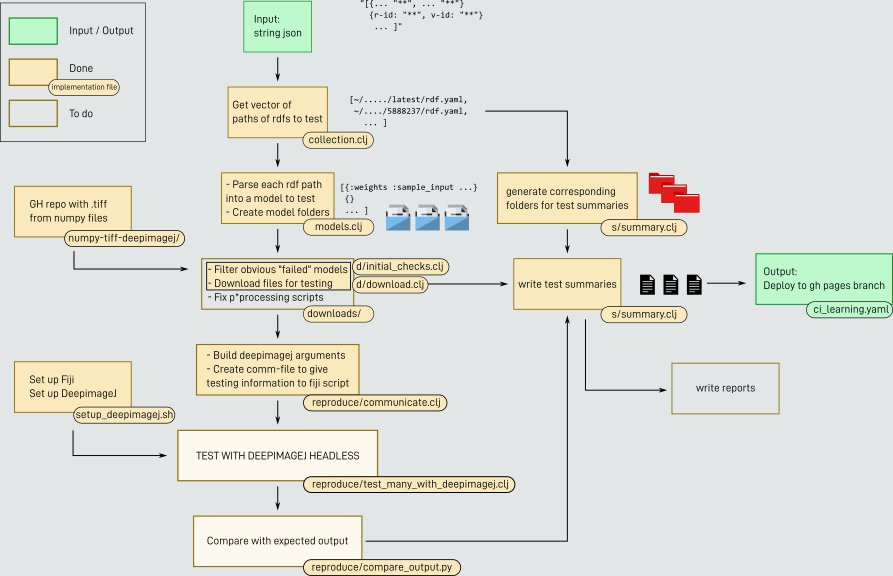 "[{... "**", ... "**"}
{r-id: "**", v-id: "**"}
... ]"
Input:
string json
Input / Output
Done
implementation file
To do
Get vector of
paths of rdfs to test
collection.clj
[~/...../latest/rdf.yaml,
~/..../5888237/rdf.yaml,
... ]
- Parse each rdf path
into a model to test
- Create model folders
models.clj
[{:weights :sample_input ...}
{}
... ]
generate corresponding
folders for test summaries
s/summary.clj
GH repo with .tiff
from numpy files
numpy-tiff-deepimagej/
- Filter obvious "failed" models
- Download files for testing
- Fix p*processing scripts
d/initial_checks.clj
d/download.clj
downloads/
write test summaries
s/summary.clj
Output:
Deploy to gh pages branch
ci_learning.yaml
- Build deepimagej arguments
- Create comm-file to give
testing information to fiji script
reproduce/communicate.clj
Set up Fiji
Set up DeepimageJ
setup_deepimagej.sh
write reports
TEST WITH DEEPIMAGEJ HEADLESS
reproduce/test_many_with_deepimagej.clj
Compare with expected output
reproduce/compare_output.py